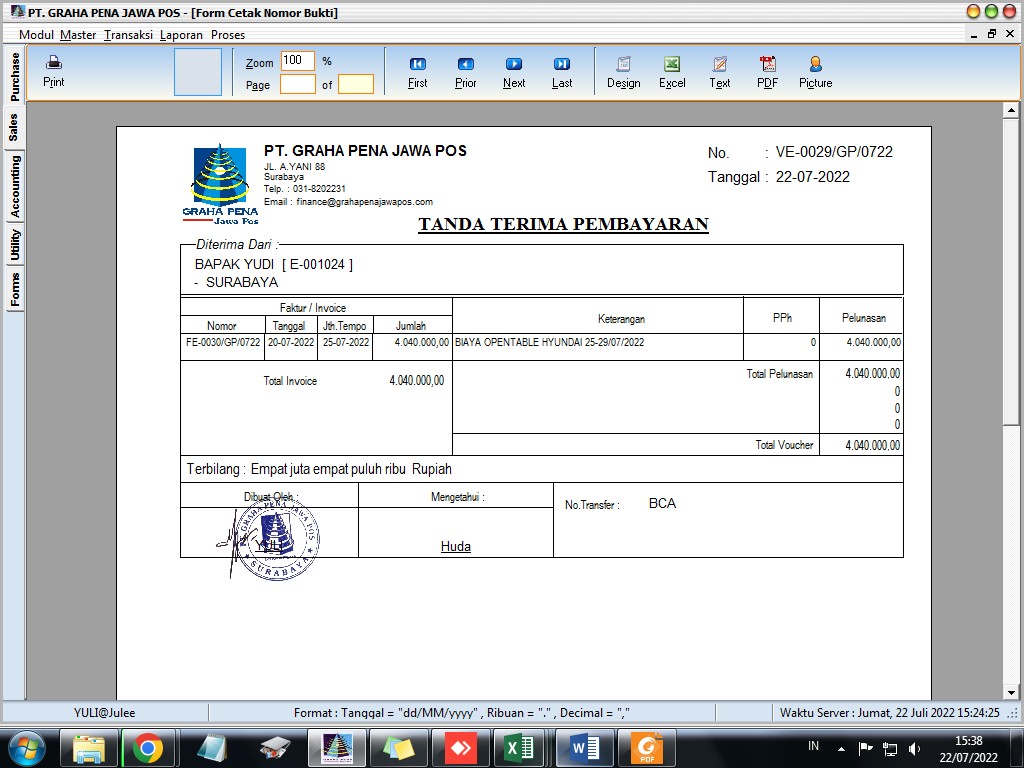 PT. GRAHA PENA JAWA POS - [Form Cetak Nomor Bukti]
Modul Master Transaksi Laporan Proses
Purchase
Sales
Accounting
Utility
Forms
Print
Zoom 100 %
Page of
First Prior Next Last Design Excel Text PDF Picture
GRAHA PENA
Jawa Pos
PT. GRAHA PENA JAWA POS
JL. A.YANI 88
Surabaya
Telp. : 031-8202231
Email : finance@grahapenajawapos.com
No. : VE-0029/GP/0722
Tanggal : 22-07-2022
TANDA TERIMA PEMBAYARAN
Diterima Dari :
BAPAK YUDI [ E-001024 ]
- SURABAYA
Faktur / Invoice Keterangan PPh Pelunasan
Nomor Tanggal Jth.Tempo Jumlah
FE-0030/GP/0722 20-07-2022 25-07-2022 4.040.000,00 BIAYA OPENTABLE HYUNDAI 25-29/07/2022 0 4.040.000,00
Total Invoice 4.040.000,00
Total Pelunasan 4.040.000,00
0
0
0
Total Voucher 4.040.000,00
Terbilang : Empat juta empat puluh ribu Rupiah
Dibuat Oleh : Mengetahui : No.Transfer : BCA
PT. GRAHA PENA JAWA POS
SURABAYA
YULI
Huda
YULI@Julee Format : Tanggal = "dd/MM/yyyy" , Ribuan = "." , Decimal = "," Waktu Server : Jumat, 22 Juli 2022 15:24:25
IN
15:38
22/07/2022
PDF